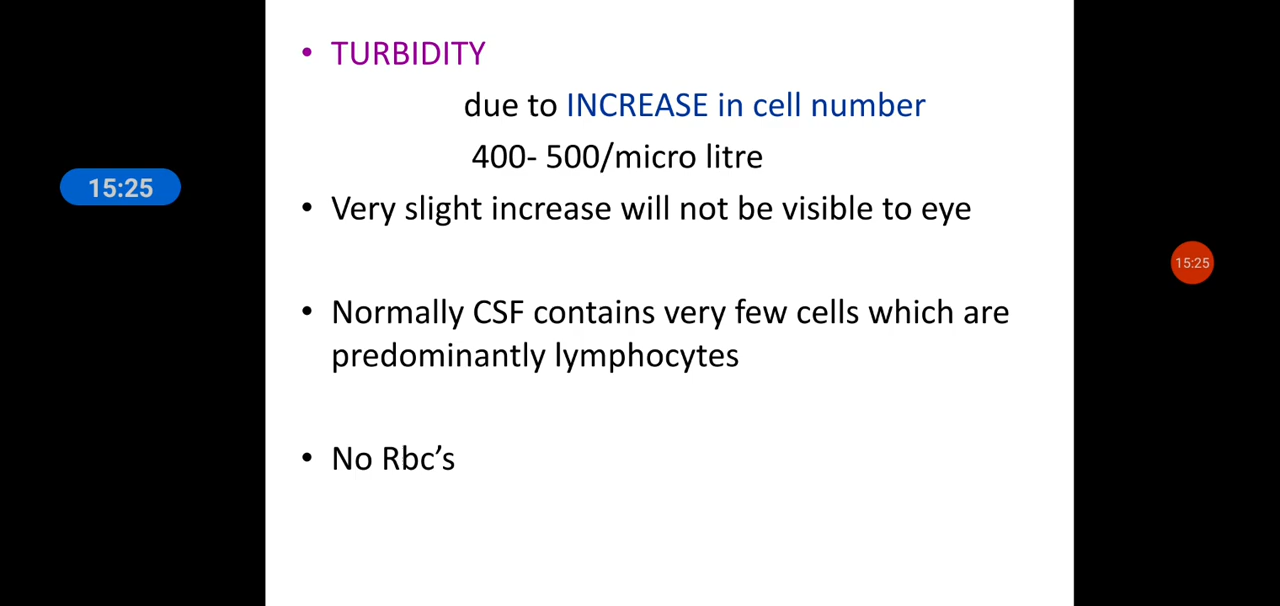 • TURBIDITY
due to INCREASE in cell number
400- 500/micro litre
15:25
• Very slight increase will not be visible to eye
15:25
• Normally CSF contains very few cells which are
predominantly lymphocytes
• No Rbc’s